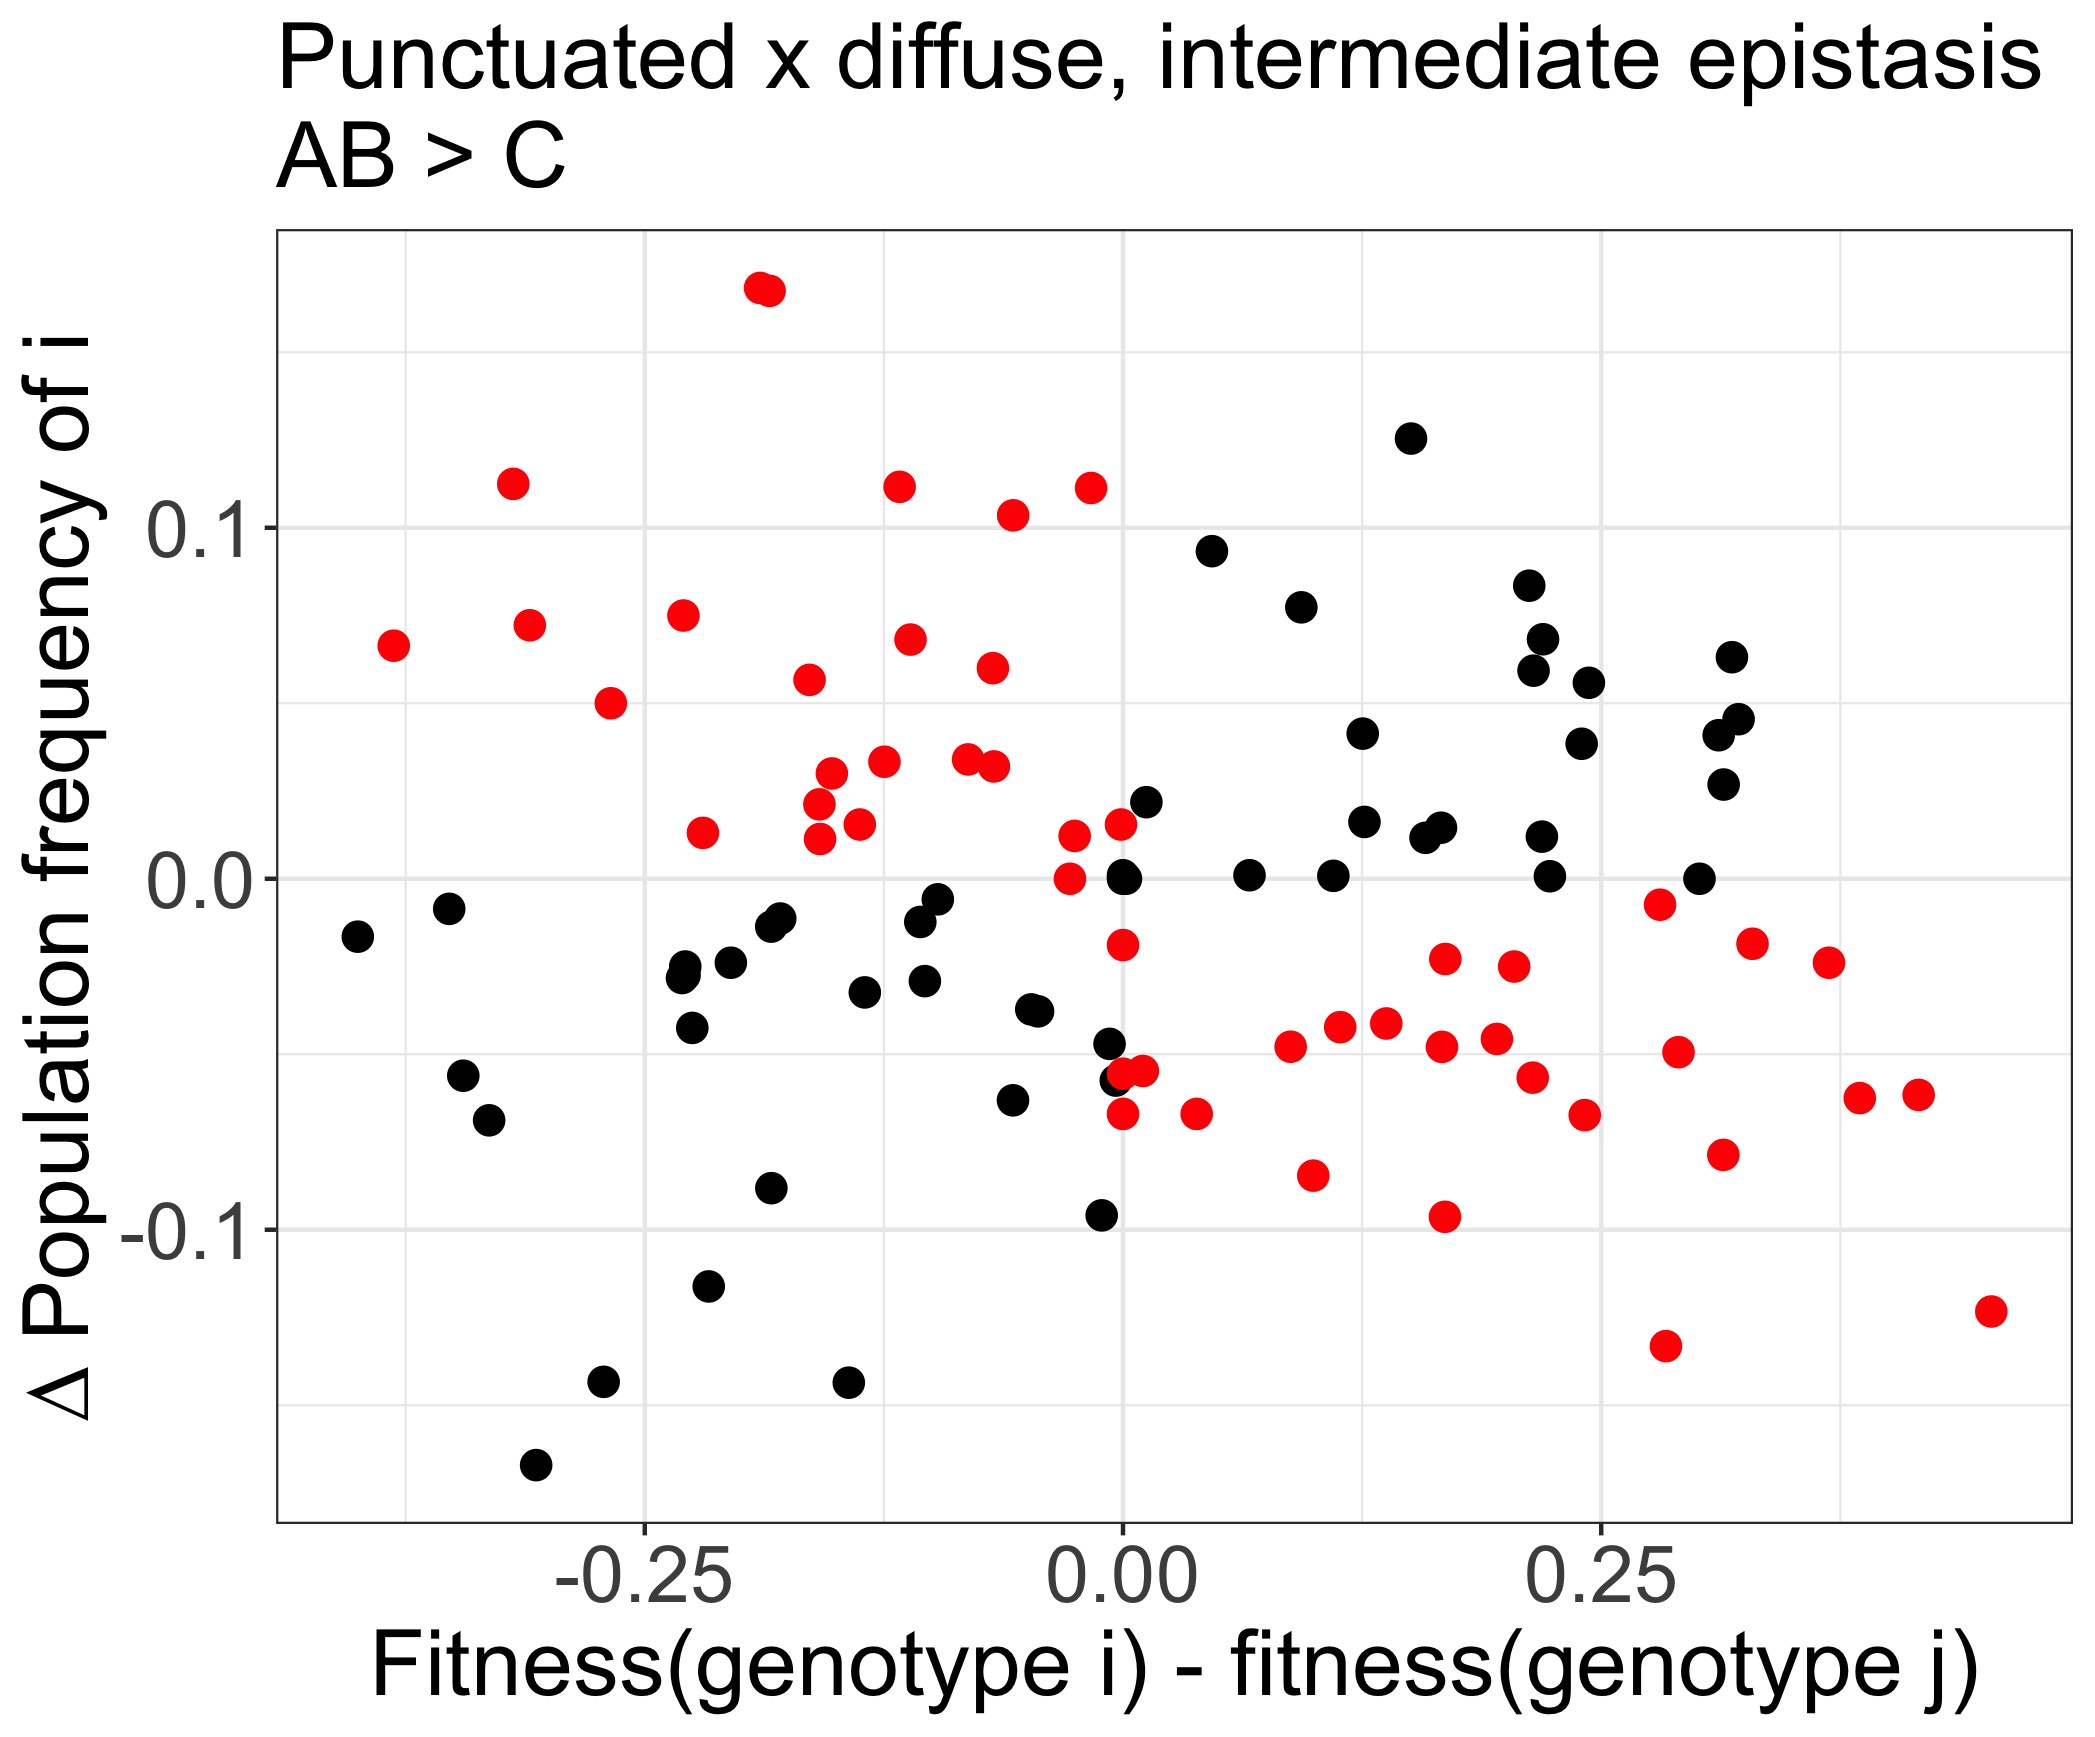 Punctuated x diffuse, intermediate epistasis
AB > C
Δ Population frequency of i
0.1
0.0
-0.1
-0.25
0.00
0.25
Fitness(genotype i) - fitness(genotype j)